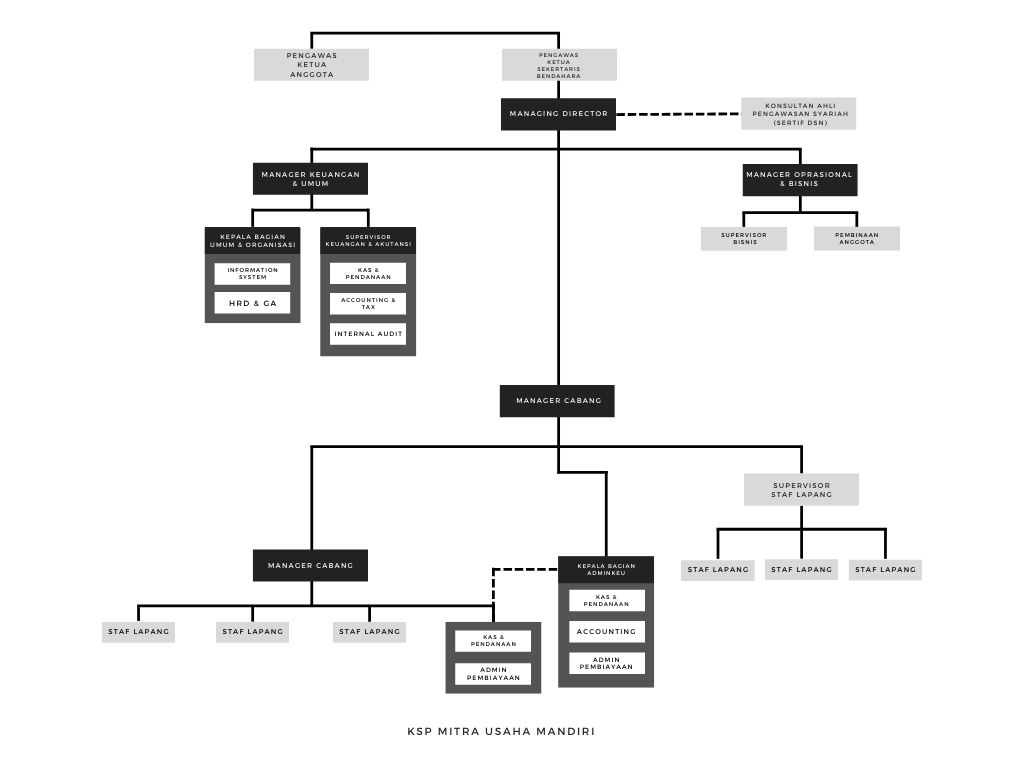 PENGAWAS
KETUA
ANGGOTA
PENGAWAS
KETUA
SEKERTARIS
BENDAHARA
MANAGING DIRECTOR
KONSULTAN AHLI
PENGAWASAN SYARIAH
(SERTIF DSN)
MANAGER KEUANGAN
& UMUM
MANAGER OPRASIONAL
& BISNIS
KEPALA BAGIAN
UMUM & ORGANISASI
INFORMATION
SYSTEM
HRD & GA
SUPERVISOR
KEUANGAN & AKUTANSI
KAS &
PENDANAAN
ACCOUNTING &
TAX
INTERNAL AUDIT
SUPERVISOR
BISNIS
PEMBINAAN
ANGGOTA
MANAGER CABANG
SUPERVISOR
STAF LAPANG
STAF LAPANG
STAF LAPANG
STAF LAPANG
MANAGER CABANG
STAF LAPANG
STAF LAPANG
STAF LAPANG
KAS &
PENDANAAN
ADMIN
PEMBIAYAAN
KEPALA BAGIAN
ADMINKEU
KAS &
PENDANAAN
ACCOUNTING
ADMIN
PEMBIAYAAN
KSP MITRA USAHA MANDIRI